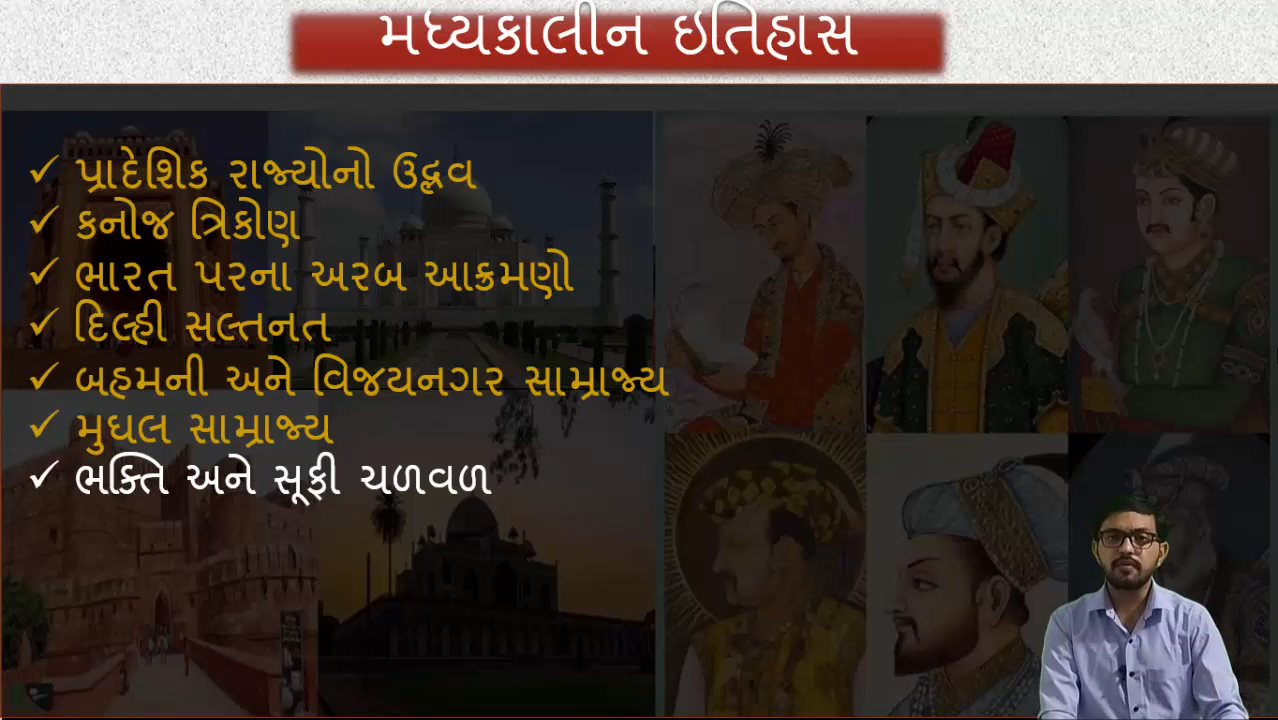 મધ્યકાલીન ઇતિહાસ
✓ પ્રાદેશિક રાજ્યોનો ઉદ્ભવ
✓ કનોજ ત્રિકોણ
✓ ભારત પરના અરબ આક્રમણો
✓ દિલ્હી સલ્તનત
✓ બહમની અને વિજયનગર સામ્રાજ્ય
✓ મુઘલ સામ્રાજ્ય
✓ ભક્તિ અને સૂફી ચળવળ